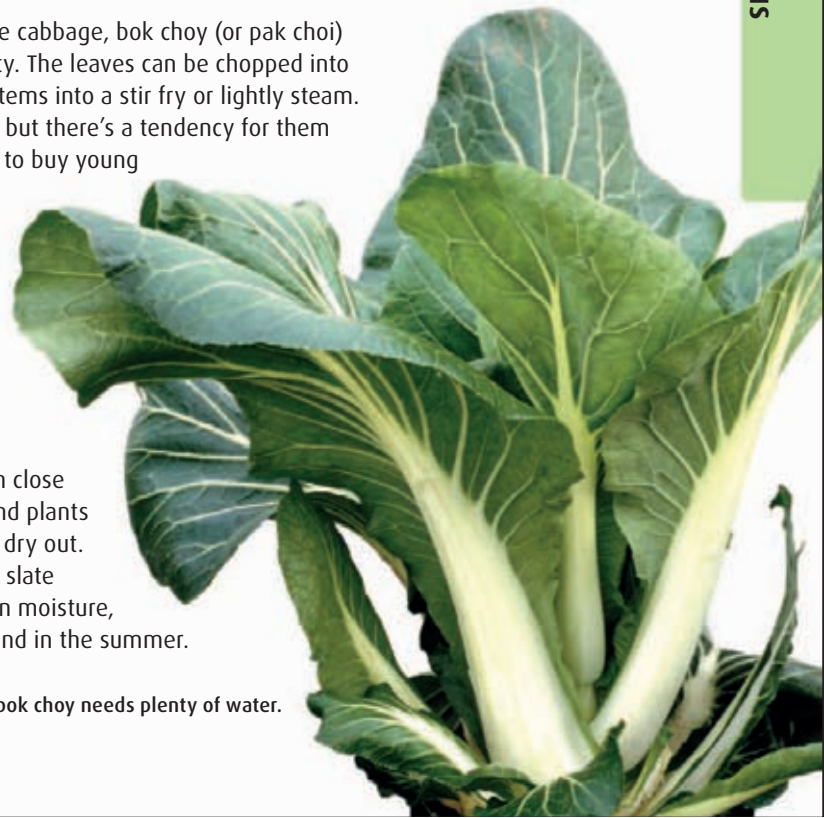 e cabbage, bok choy (or pak choi)
y. The leaves can be chopped into
tems into a stir fry or lightly steam.
but there's a tendency for them
to buy young
n close
nd plants
dry out.
slate
n moisture,
nd in the summer.
ook choy needs plenty of water.
IS